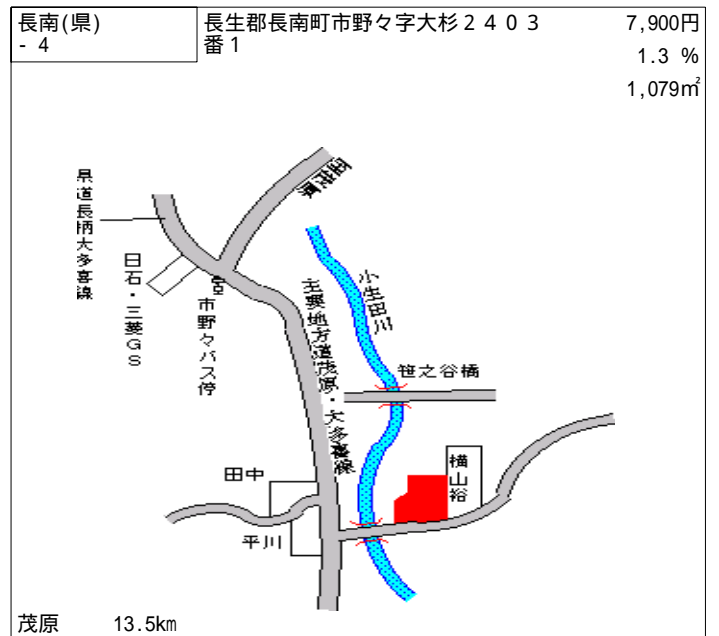 長南(県)
- 4
長生郡長南町市野々字大杉２４０３
番１
7,900円
1.3 %
1,079㎡
県道長柄大多喜線
日石・三菱ＧＳ
市野々バス停
主要地方道茂原・大多喜線
小生田川
笹之谷橋
横山裕
田中
平川
茂原 13.5km